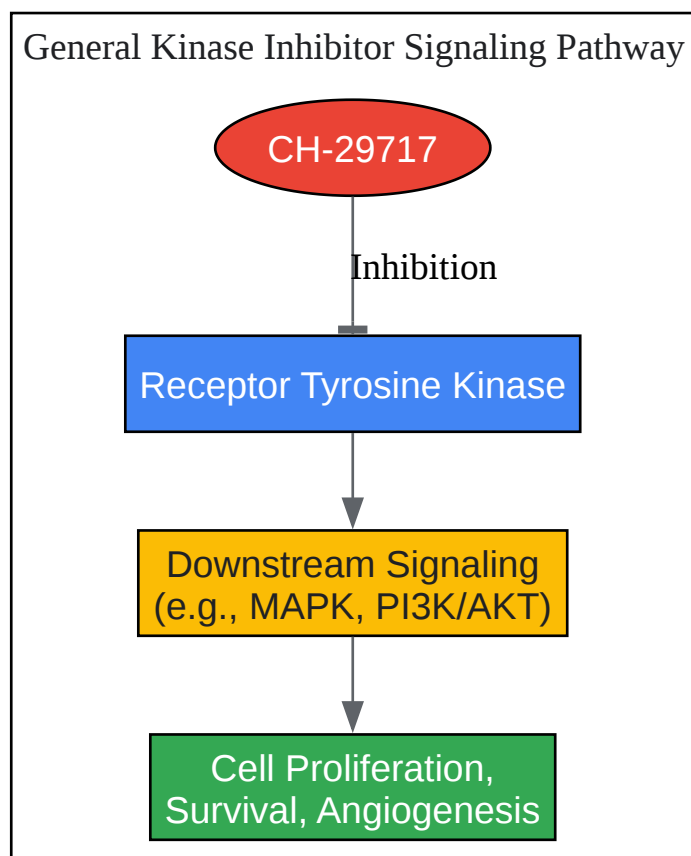 General Kinase Inhibitor Signaling Pathway
CH-29717
Inhibition
Receptor Tyrosine Kinase
Downstream Signaling
(e.g., MAPK, PI3K/AKT)
Cell Proliferation,
Survival, Angiogenesis